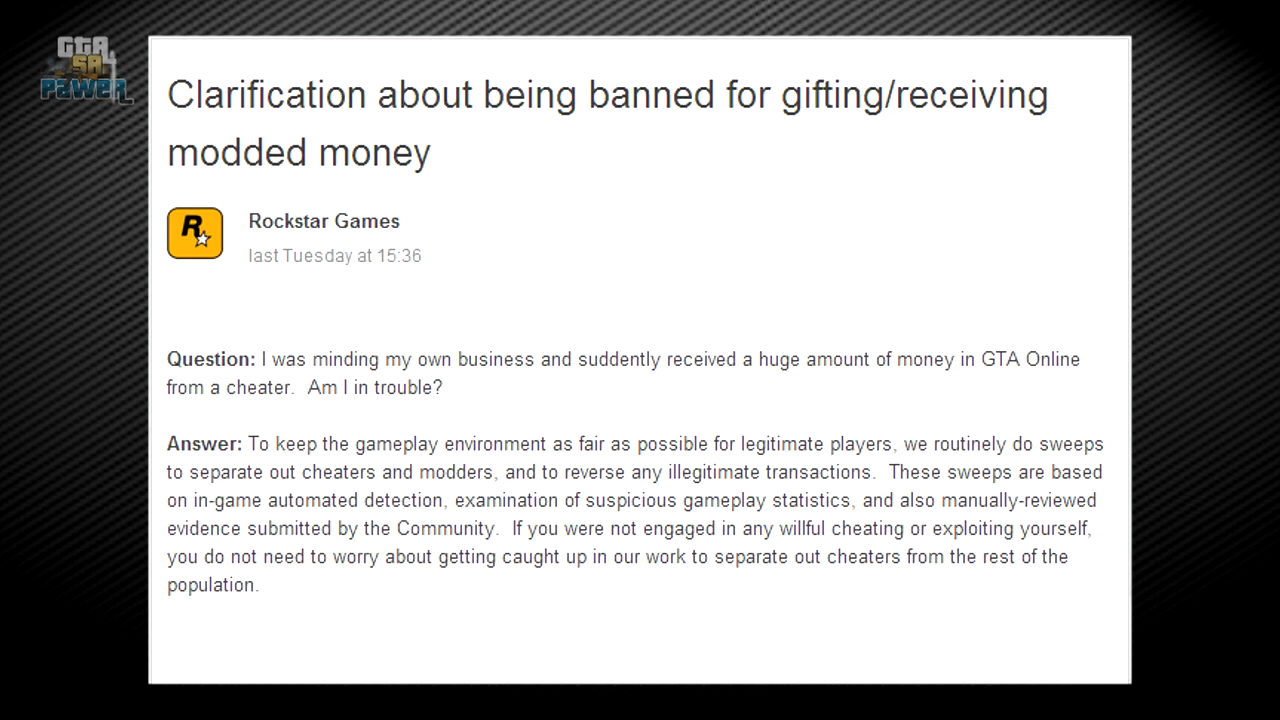 GTA
SA
PAWER
Clarification about being banned for gifting/receiving
modded money
R
Rockstar Games
last Tuesday at 15:36
Question: I was minding my own business and suddently received a huge amount of money in GTA Online
from a cheater.  Am I in trouble?
Answer: To keep the gameplay environment as fair as possible for legitimate players, we routinely do sweeps
to separate out cheaters and modders, and to reverse any illegitimate transactions.  These sweeps are based
on in-game automated detection, examination of suspicious gameplay statistics, and also manually-reviewed
evidence submitted by the Community.  If you were not engaged in any willful cheating or exploiting yourself,
you do not need to worry about getting caught up in our work to separate out cheaters from the rest of the
population.